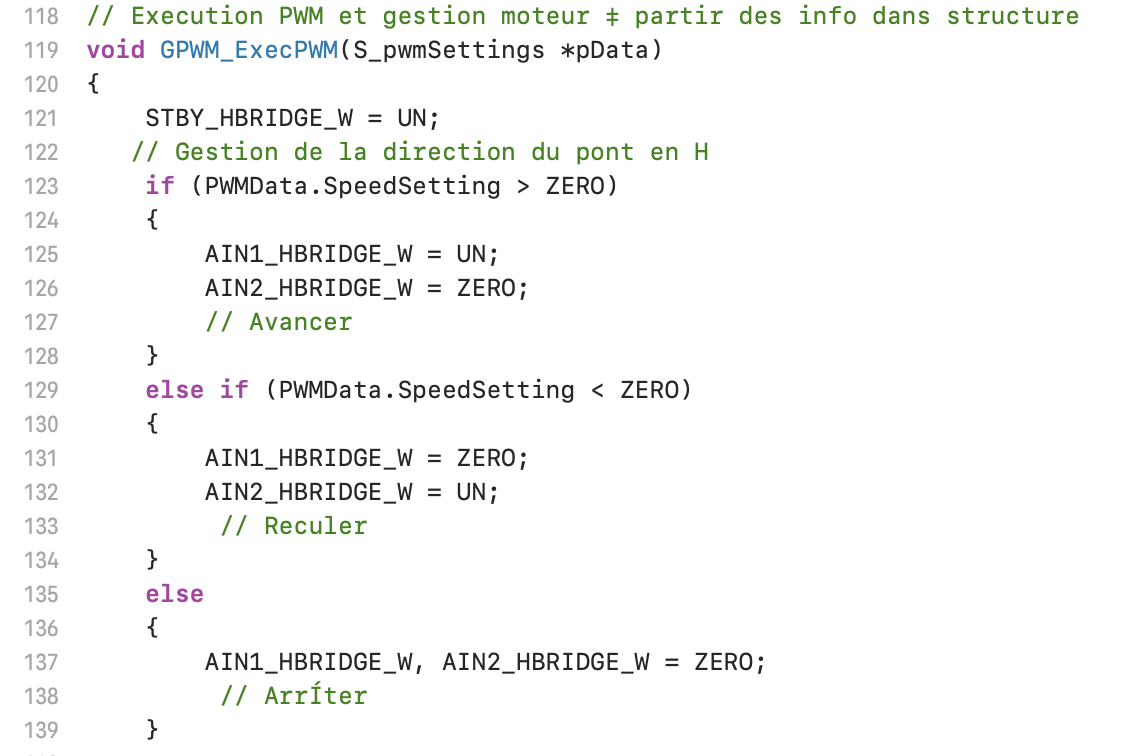 118 // Execution PWM et gestion moteur ‡ partir des info dans structure
119 void GPWM_ExecPWM(S_pwmSettings *pData)
120 {
121     STBY_HBRIDGE_W = UN;
122    // Gestion de la direction du pont en H
123     if (PWMData.SpeedSetting > ZERO)
124     {
125         AIN1_HBRIDGE_W = UN;
126         AIN2_HBRIDGE_W = ZERO;
127         // Avancer
128     }
129     else if (PWMData.SpeedSetting < ZERO)
130     {
131         AIN1_HBRIDGE_W = ZERO;
132         AIN2_HBRIDGE_W = UN;
133          // Reculer
134     }
135     else
136     {
137         AIN1_HBRIDGE_W, AIN2_HBRIDGE_W = ZERO;
138          // ArrÍter
139     }